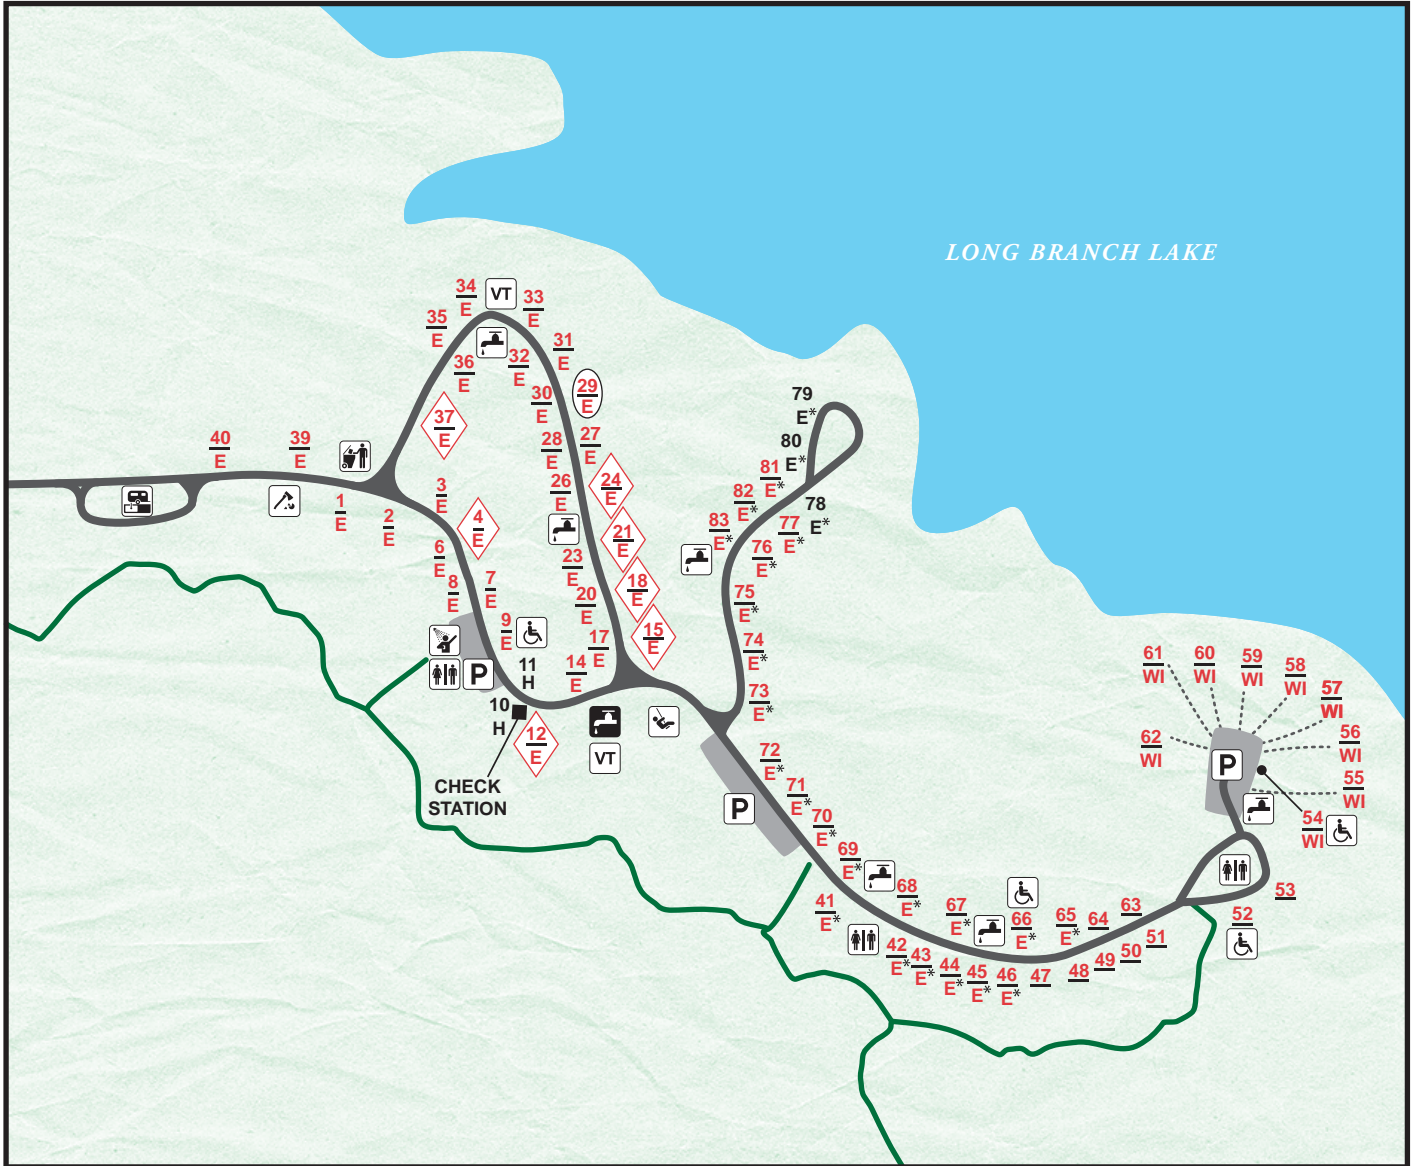 LONG BRANCH LAKE
34
E
VT
33
E
35
E
31
E
36
E
32
E
29
E
30
E
37
E
27
E
28
E
40
E
39
E
24
E
26
E
3
E
1
E
2
E
4
E
21
E
6
E
23
E
18
E
8
E
7
E
20
E
15
E
9
E
17
E
P
11
H
14
E
10
H
12
E
VT
CHECK
STATION
79
E*
80
E*
81
E*
82
E*
78
E*
83
E*
77
E*
76
E*
75
E*
74
E*
73
E*
72
E*
71
E*
P
70
E*
69
E*
68
E*
41
E*
67
E*
66
E*
65
E*
64
63
42
E*
43
E*
44
E*
45
E*
46
E*
47
48
49
50
51
61
WI
60
WI
59
WI
58
WI
57
WI
62
WI
56
WI
P
55
WI
54
WI
53
52